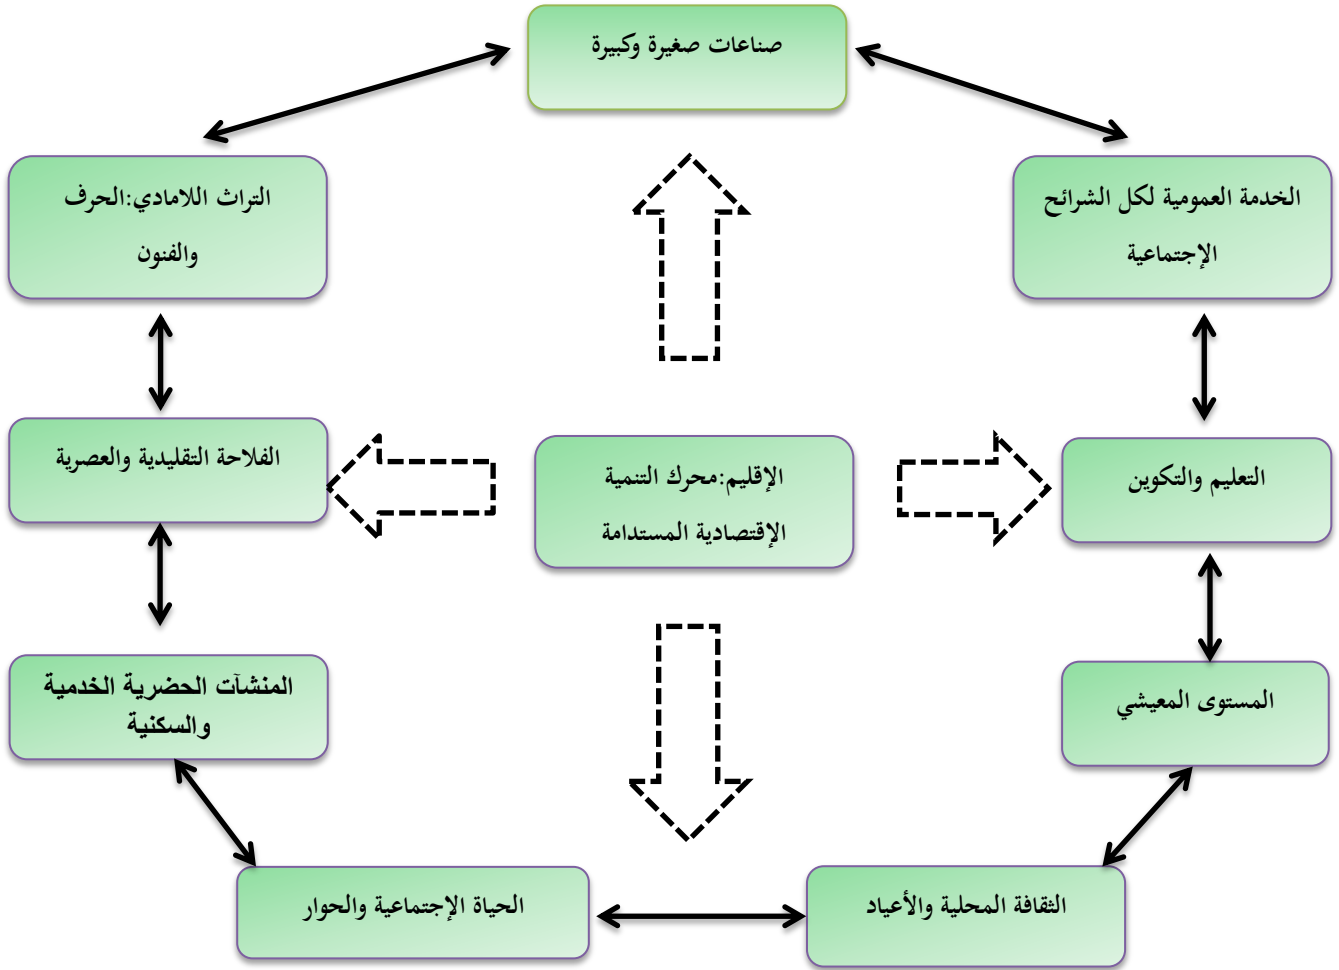 صناعات صغيرة وكبيرة
الخدمة العمومية لكل الشرائح
الإجتماعية
التراث اللامادي:الحرف
والفنون
التعليم والتكوين
الإقليم:محرك التنمية
الإقتصادية المستدامة
الفلاحة التقليدية والعصرية
المستوى المعيشي
المنشآت الحضرية الخدمية
والسكنية
الثقافة المحلية والأعياد
الحياة الإجتماعية والحوار